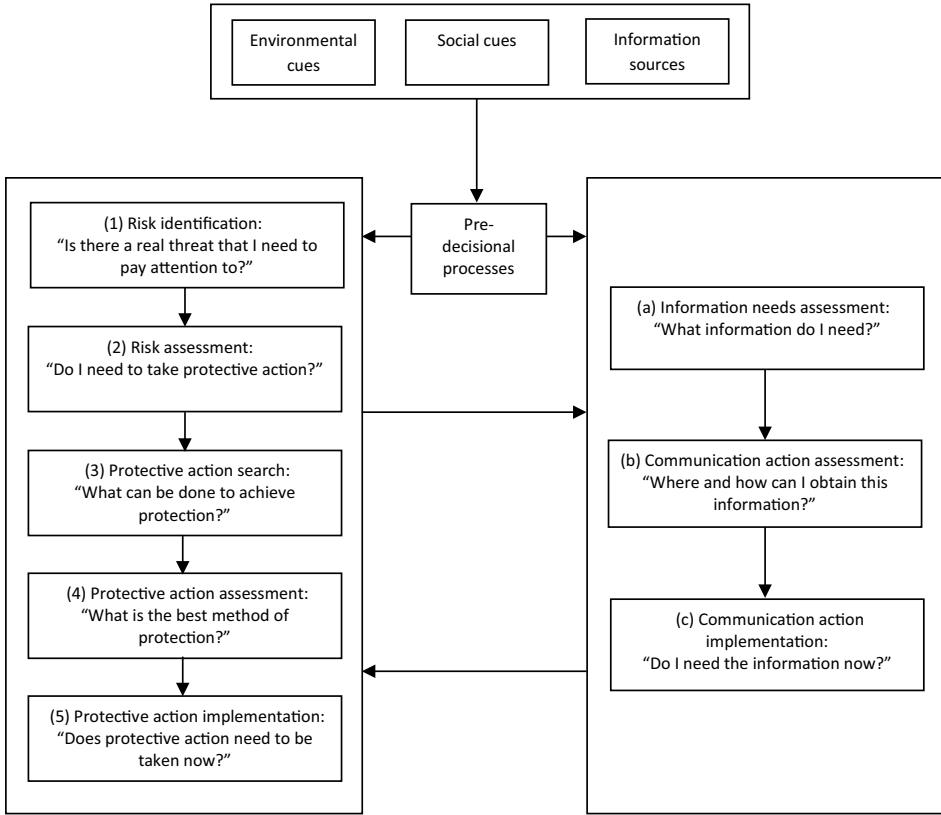 Environmental
cues
Social cues
Information
sources
Pre-
decisional
processes
(1) Risk identification:
“Is there a real threat that I need to
pay attention to?”
(2) Risk assessment:
“Do I need to take protective action?”
(3) Protective action search:
“What can be done to achieve
protection?”
(4) Protective action assessment:
“What is the best method of
protection?”
(5) Protective action implementation:
“Does protective action need to be
taken now?”
(a) Information needs assessment:
“What information do I need?”
(b) Communication action assessment:
“Where and how can I obtain this
information?”
(c) Communication action
implementation:
“Do I need the information now?”